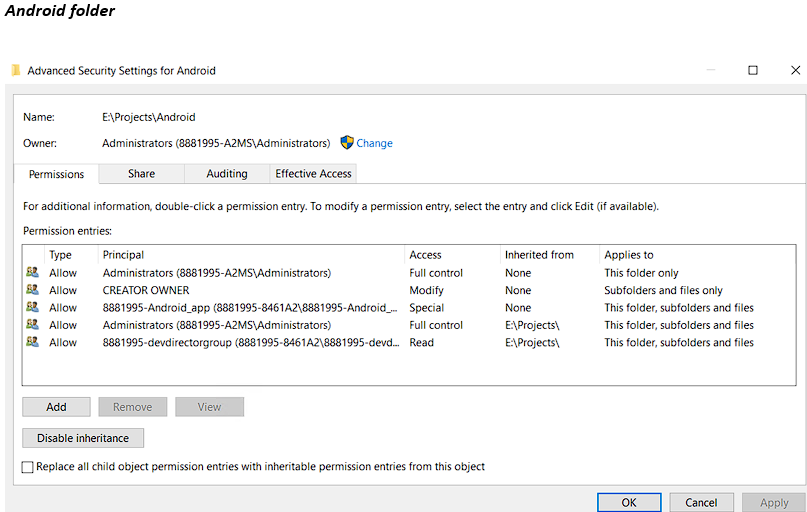 Android folder
Advanced Security Settings for Android
Name: E:\Projects\Android
Owner: Administrators (8881995-A2MS\Administrators) Change
Permissions Share Auditing Effective Access
For additional information, double-click a permission entry. To modify a permission entry, select the entry and click Edit (if available).
Permission entries:
Type Principal Access Inherited from Applies to
Allow Administrators (8881995-A2MS\Administrators) Full control None This folder only
Allow CREATOR OWNER Modify None Subfolders and files only
Allow 8881995-Android_app (8881995-8461A2\8881995-Android_... Special None This folder, subfolders and files
Allow Administrators (8881995-A2MS\Administrators) Full control E:\Projects\ This folder, subfolders and files
Allow 8881995-devdirectorgroup (8881995-8461A2\8881995-devd... Read E:\Projects\ This folder, subfolders and files
Add Remove View
Disable inheritance
Replace all child object permission entries with inheritable permission entries from this object
OK Cancel Apply